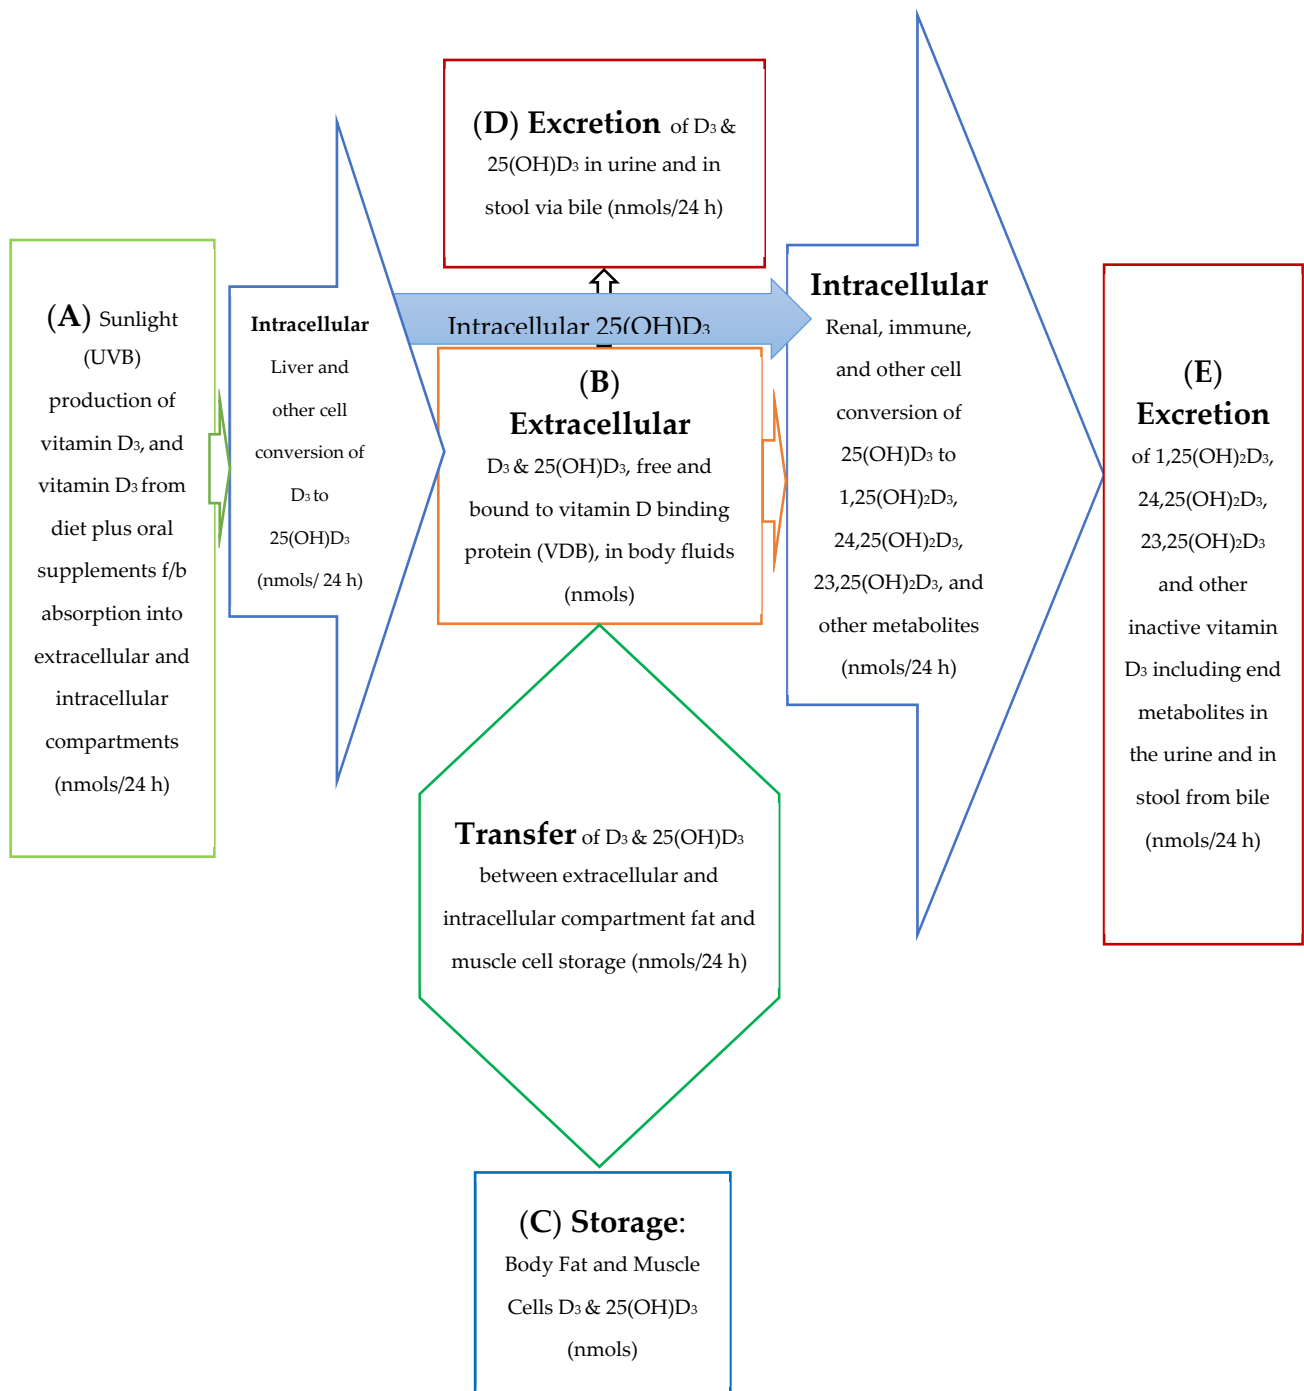 (A) Sunlight
(UVB)
production of
vitamin D3, and
vitamin D3 from
diet plus oral
supplements f/b
absorption into
extracellular and
intracellular
compartments
(nmols/24 h)
Intracellular
Liver and
other cell
conversion of
D3 to
25(OH)D3
(nmols/ 24 h)
(D) Excretion of D3 &
25(OH)D3 in urine and in
stool via bile (nmols/24 h)
Intracellular 25(OH)D3
(B)
Extracellular
D3 & 25(OH)D3, free and
bound to vitamin D binding
protein (VDB), in body fluids
(nmols)
Transfer of D3 & 25(OH)D3
between extracellular and
intracellular compartment fat and
muscle cell storage (nmols/24 h)
(C) Storage:
Body Fat and Muscle
Cells D3 & 25(OH)D3
(nmols)
Intracellular
Renal, immune,
and other cell
conversion of
25(OH)D3 to
1,25(OH)2D3,
24,25(OH)2D3,
23,25(OH)2D3, and
other metabolites
(nmols/24 h)
(E)
Excretion
of 1,25(OH)2D3,
24,25(OH)2D3,
23,25(OH)2D3
and other
inactive vitamin
D3 including end
metabolites in
the urine and in
stool from bile
(nmols/24 h)